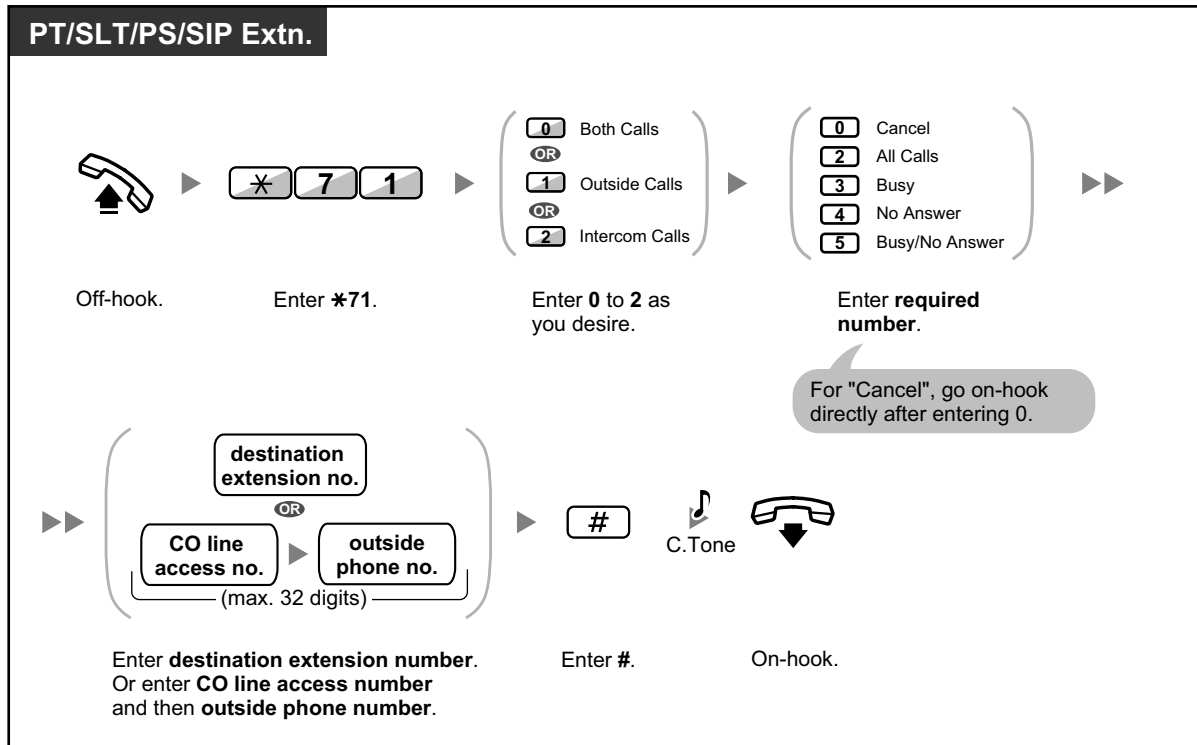 PT/SLT/PS/SIP Extn.
0 Both Calls
OR
1 Outside Calls
OR
2 Intercom Calls
0 Cancel
2 All Calls
3 Busy
4 No Answer
5 Busy/No Answer
* 7 1
Off-hook.
Enter *71.
Enter 0 to 2 as
you desire.
Enter required
number.
For "Cancel", go on-hook
directly after entering 0.
destination
extension no.
OR
CO line
access no.
outside
phone no.
(max. 32 digits)
#
C.Tone
Enter destination extension number.
Or enter CO line access number
and then outside phone number.
Enter #.
On-hook.